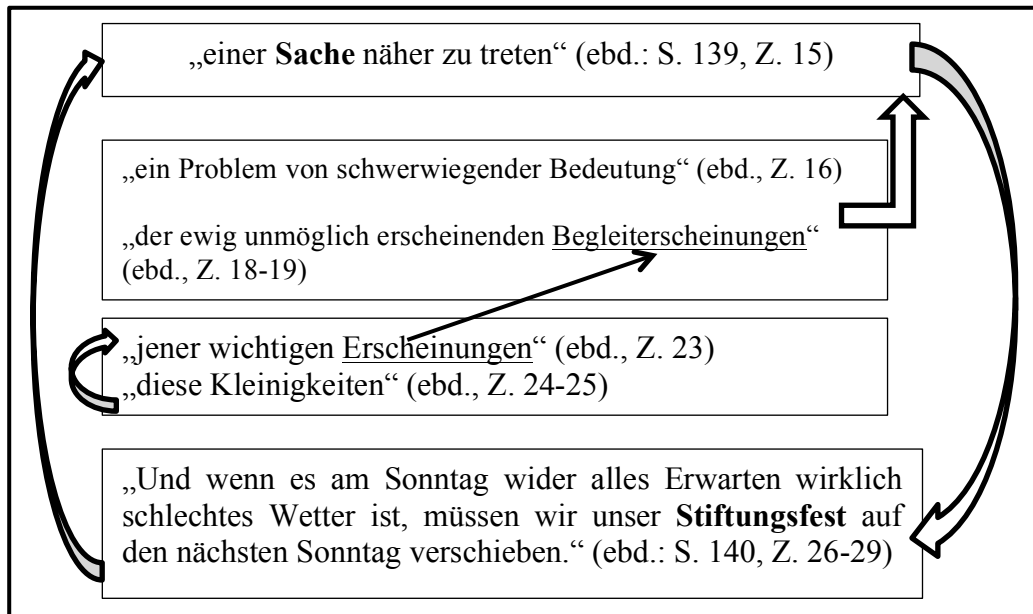 „einer Sache näher zu treten“ (ebd.: S. 139, Z. 15)
„ein Problem von schwerwiegender Bedeutung“ (ebd., Z. 16)
„der ewig unmöglich erscheinenden Begleiterscheinungen“
(ebd., Z. 18-19)
„jener wichtigen Erscheinungen“ (ebd., Z. 23)
„diese Kleinigkeiten“ (ebd., Z. 24-25)
„Und wenn es am Sonntag wider alles Erwarten wirklich
schlechtes Wetter ist, müssen wir unser Stiftungsfest auf
den nächsten Sonntag verschieben.“ (ebd.: S. 140, Z. 26-29)